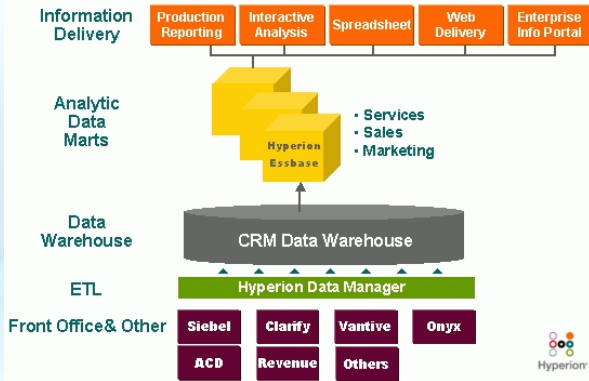 Information
Delivery
Production
Reporting
Interactive
Analysis
Spreadsheet
Web
Delivery
Enterprise
Info Portal
Analytic
Data
Marts
Hyperion
Essbase
• Services
• Sales
• Marketing
Data
Warehouse
CRM Data Warehouse
ETL
Hyperion Data Manager
Front Office& Other
Siebel
Clarify
Vantive
Onyx
ACD
Revenue
Others
Hyperion